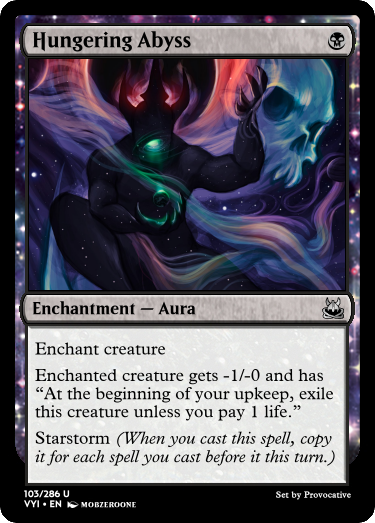 Hungering Abyss
Enchantment — Aura
Enchant creature
Enchanted creature gets -1/-0 and has
“At the beginning of your upkeep, exile
this creature unless you pay 1 life.”
Starstorm (When you cast this spell, copy
it for each spell you cast before it this turn.)
103/286 U
VYI • EN MOBZEROONE
Set by Provocative